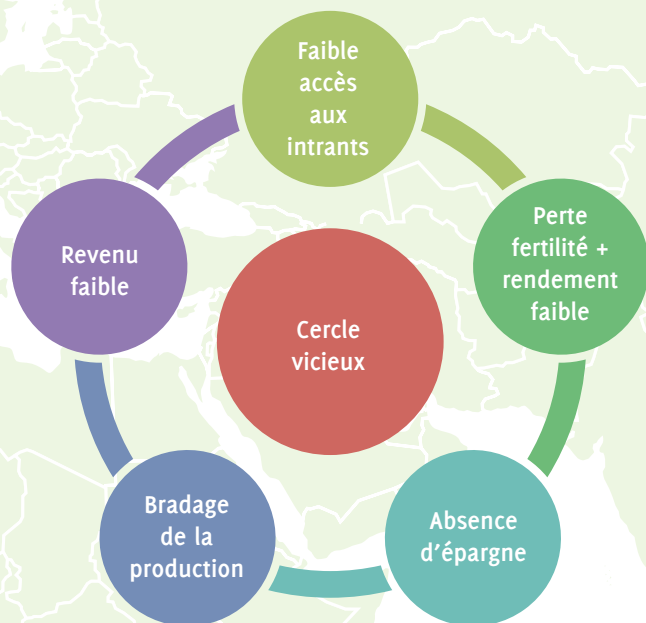 Faible
accès
aux
intrants
Perte
fertilité +
rendement
faible
Absence
d’épargne
Bradage
de la
production
Revenu
faible
Cercle
vicieux